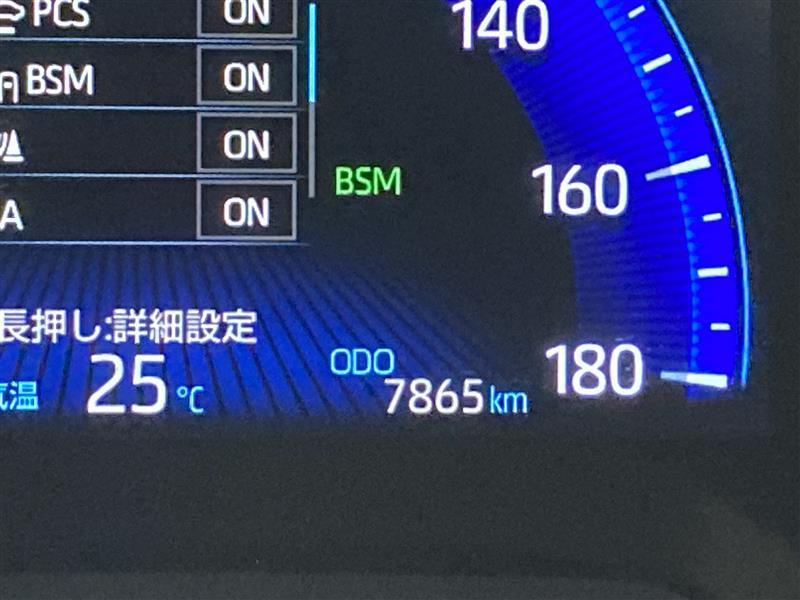 PCS ON 140
BSM ON
ON 160
BSM
A ON
長押し:詳細設定
気温 25 ℃
ODO 180
7865 km